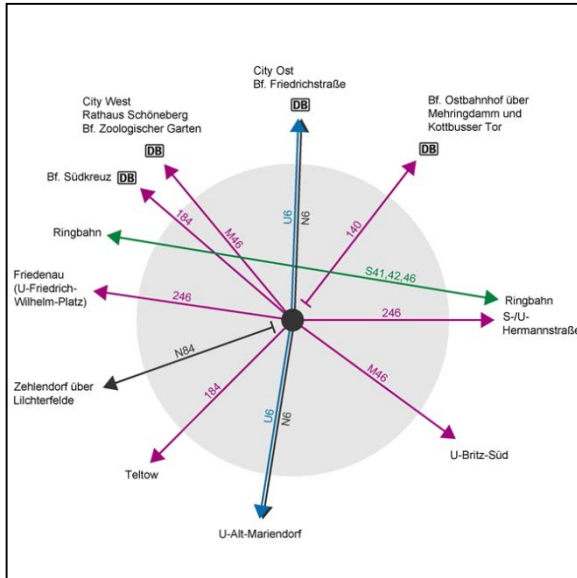 City Ost
Bf. Friedrichstraße
DB
City West
Rathaus Schöneberg
Bf. Zoologischer Garten
DB
Bf. Ostbahnhof über
Mehringdamm und
Kottbusser Tor
DB
Bf. Südkreuz DB
184
M46
U6
N6
140
Ringbahn
S41,42,46
Friedenau
(U-Friedrich-
Wilhelm-Platz)
246
246
Ringbahn
S-/U-
Hermannstraße
N84
Zehlendorf über
Lilchterfelde
184
U6
N6
M46
Teltow
U-Britz-Süd
U-Alt-Mariendorf